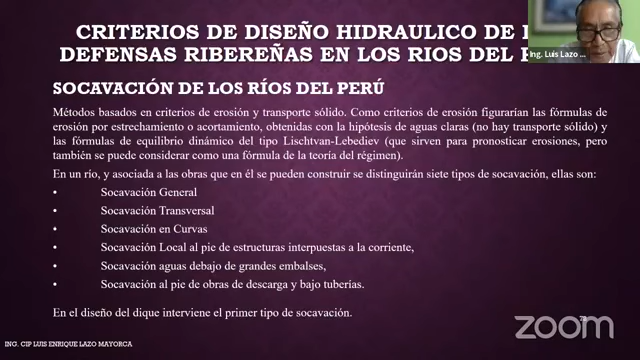 CRITERIOS DE DISEÑO HIDRAULICO DE
DEFENSAS RIBEREÑAS EN LOS RIOS DEL
Ing. Luis Lazo ...
SOCAVACIÓN DE LOS RÍOS DEL PERÚ
Métodos basados en criterios de erosión y transporte sólido. Como criterios de erosión figurarían las fórmulas de
erosión por estrechamiento o acortamiento, obtenidas con la hipótesis de aguas claras (no hay transporte sólido) y
las fórmulas de equilibrio dinámico del tipo Lischtvan-Lebediev (que sirven para pronosticar erosiones, pero
también se puede considerar como una fórmula de la teoría del régimen).
En un río, y asociada a las obras que en él se pueden construir se distinguirán siete tipos de socavación, ellas son:
• Socavación General
• Socavación Transversal
• Socavación en Curvas
• Socavación Local al pie de estructuras interpuestas a la corriente,
• Socavación aguas debajo de grandes embalses,
• Socavación al pie de obras de descarga y bajo tuberías.
En el diseño del dique interviene el primer tipo de socavación.
zoom
ING. CIP LUIS ENRIQUE LAZO MAYORCA